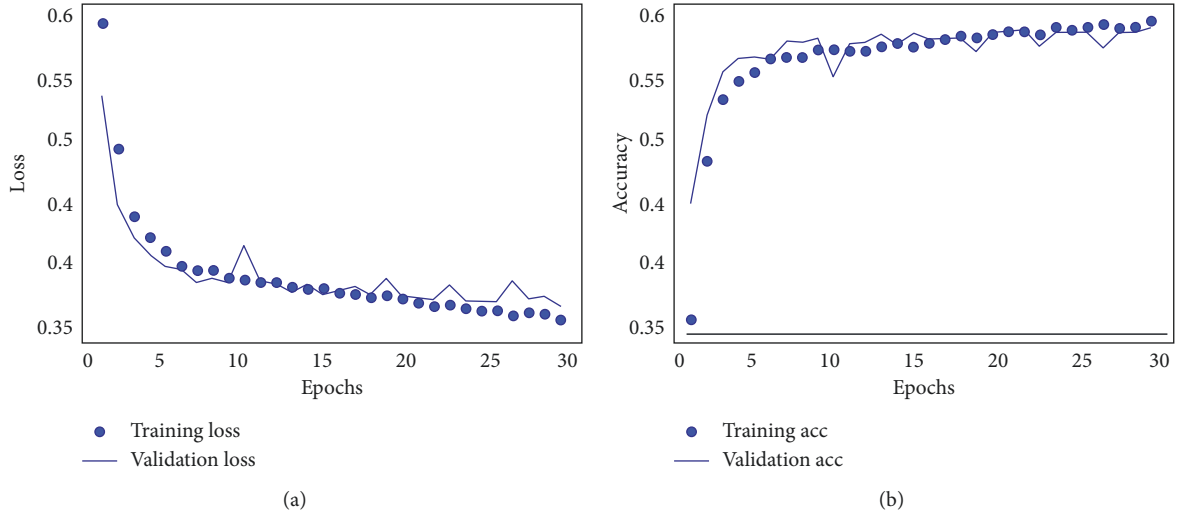 Loss
0.6
0.55
0.5
0.4
0.4
0.35
0 5 10 15 20 25 30
Epochs
Training loss
Validation loss
(a)
Accuracy
0.6
0.55
0.5
0.4
0.4
0.35
0 5 10 15 20 25 30
Epochs
Training acc
Validation acc
(b)